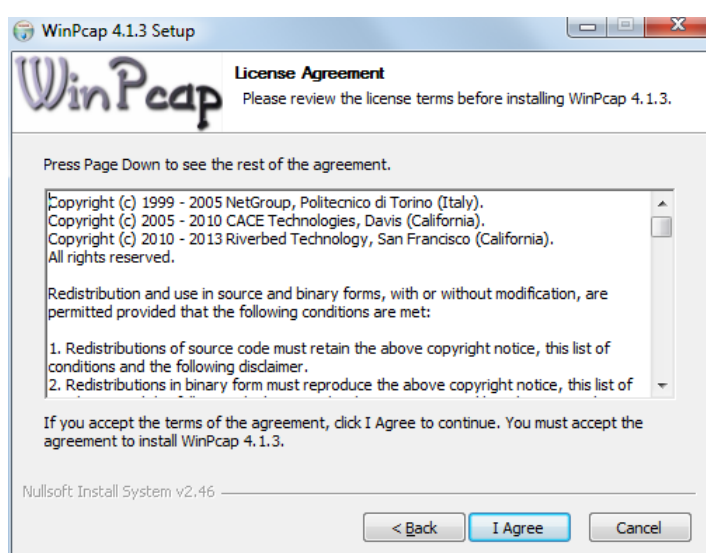 WinPcap 4.1.3 Setup
WinPcap
License Agreement
Please review the license terms before installing WinPcap 4.1.3.
Press Page Down to see the rest of the agreement.
Copyright (c) 1999 - 2005 NetGroup, Politecnico di Torino (Italy).
Copyright (c) 2005 - 2010 CACE Technologies, Davis (California).
Copyright (c) 2010 - 2013 Riverbed Technology, San Francisco (California).
All rights reserved.
Redistribution and use in source and binary forms, with or without modification, are
permitted provided that the following conditions are met:
1. Redistributions of source code must retain the above copyright notice, this list of
conditions and the following disclaimer.
2. Redistributions in binary form must reproduce the above copyright notice, this list of
If you accept the terms of the agreement, click I Agree to continue. You must accept the
agreement to install WinPcap 4.1.3.
Nullsoft Install System v2.46
< Back
I Agree
Cancel